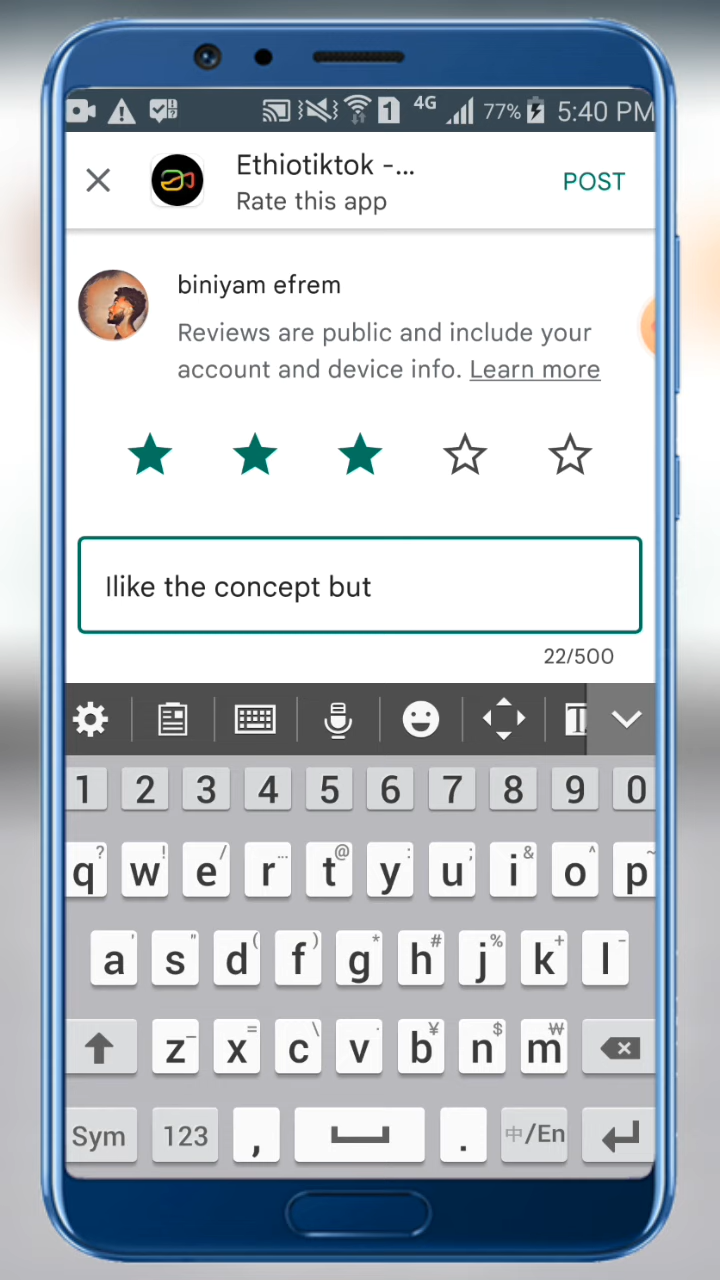 4G 77% 5:40 PM
Ethiotiktok -...
POST
Rate this app
biniyam efrem
Reviews are public and include your
account and device info. Learn more
Ilike the concept but
22/500
1 2 3 4 5 6 7 8 9 0
q? w! e/ r... t@ y: u; i& o^ p~
a' s" d( f) g* h# j% k+ l-
z_ x= c\ v· b¥ n$ m₩
Sym 123 , . 中/En